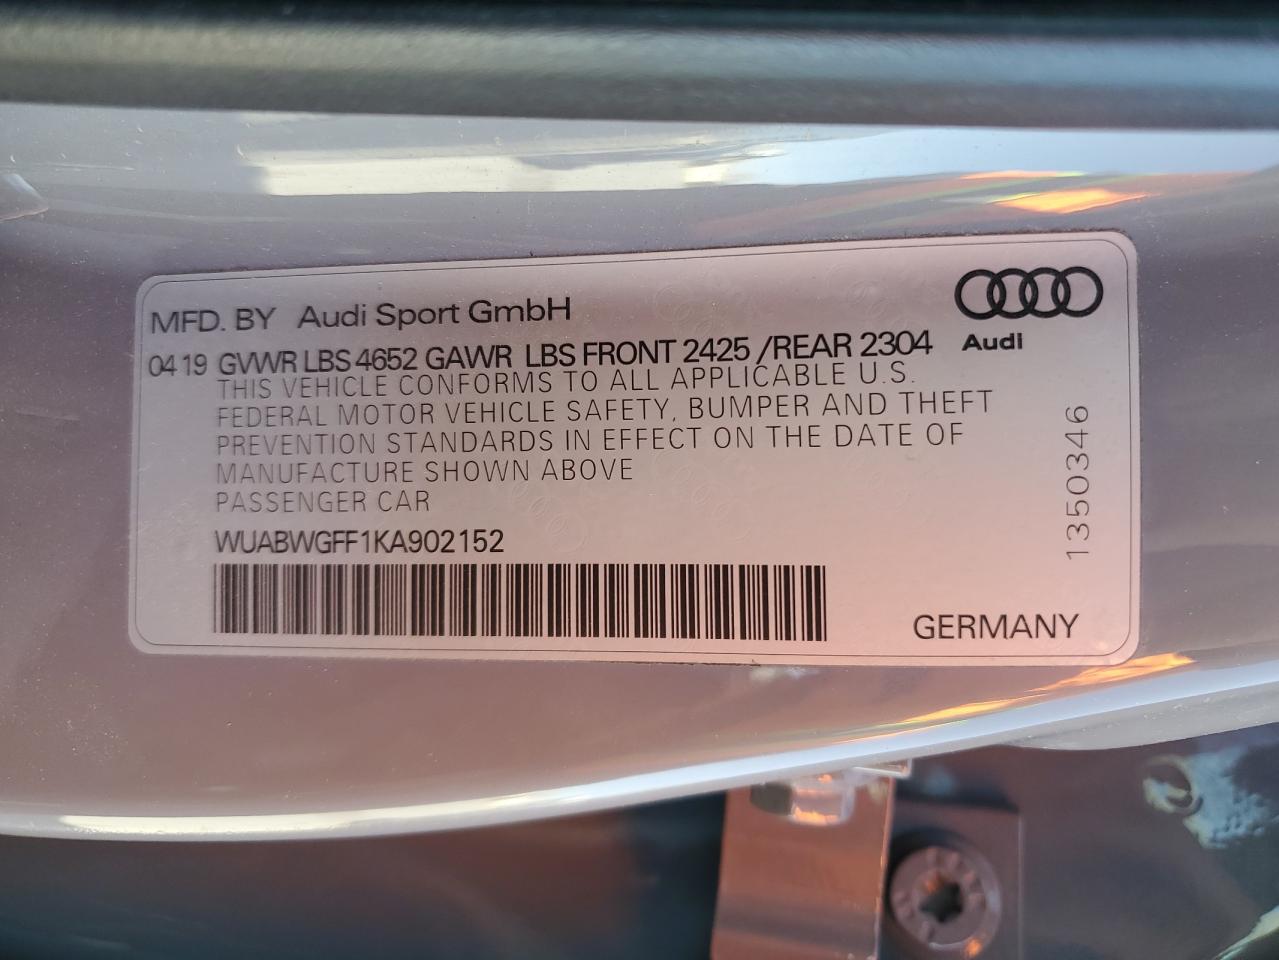 MFD. BY Audi Sport GmbH
04 19 GVWR LBS 4652 GAWR LBS FRONT 2425 /REAR 2304
Audi
THIS VEHICLE CONFORMS TO ALL APPLICABLE U.S.
FEDERAL MOTOR VEHICLE SAFETY, BUMPER AND THEFT
PREVENTION STANDARDS IN EFFECT ON THE DATE OF
MANUFACTURE SHOWN ABOVE
PASSENGER CAR
WUABWGFF1KA902152
GERMANY
1350346